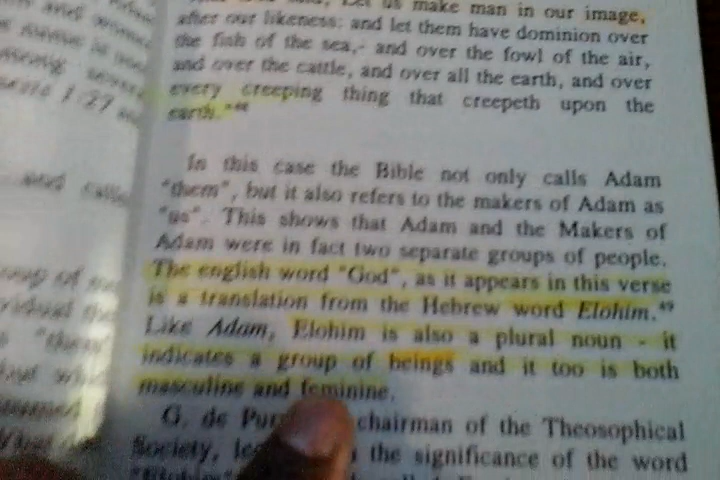 Let us make man in our image,
after our likeness: and let them have dominion over
the fish of the sea,- and over the fowl of the air,
and over the cattle, and over all the earth, and over
every creeping thing that creepeth upon the
earth."48
In this case the Bible not only calls Adam
"them", but it also refers to the makers of Adam as
"us". This shows that Adam and the Makers of
Adam were in fact two separate groups of people.
The english word "God", as it appears in this verse
is a translation from the Hebrew word Elohim.49
Like Adam, Elohim is also a plural noun - it
indicates a group of beings and it too is both
masculine and feminine.
G. de chairman of the Theosophical
Society, the significance of the word
1:27